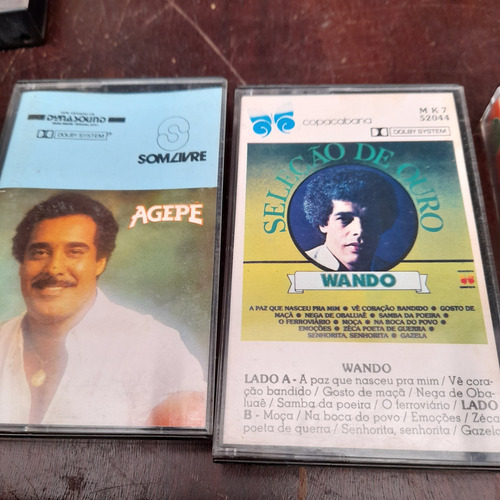 DYNASOUND
DOLBY SYSTEM
SOM LIVRE
AGEPE
copacabana
MK7
52044
DOLBY SYSTEM
SELEÇÃO DE OURO
WANDO
A PAZ QUE NASCEU PRA MIM • VÊ CORAÇÃO BANDIDO • GOSTO DE
MAÇÃ • NEGA DE OBALUAÊ • SAMBA DA POEIRA •
O FERROVIÁRIO • MOÇA • NA BOCA DO POVO •
EMOÇÕES • ZÉCA POETA DE GUERRA •
SENHORITA, SENHORITA • GAZELA
WANDO
LADO A - A paz que nasceu pra mim / Vê cora-
ção bandido / Gosto de maçã / Nega de Oba-
luaê / Samba da poeira / O ferroviário / LADO
B - Moça / Na boca do povo / Emoções / Zéca
poeta de querra / Senhorita, senhorita / Gazela